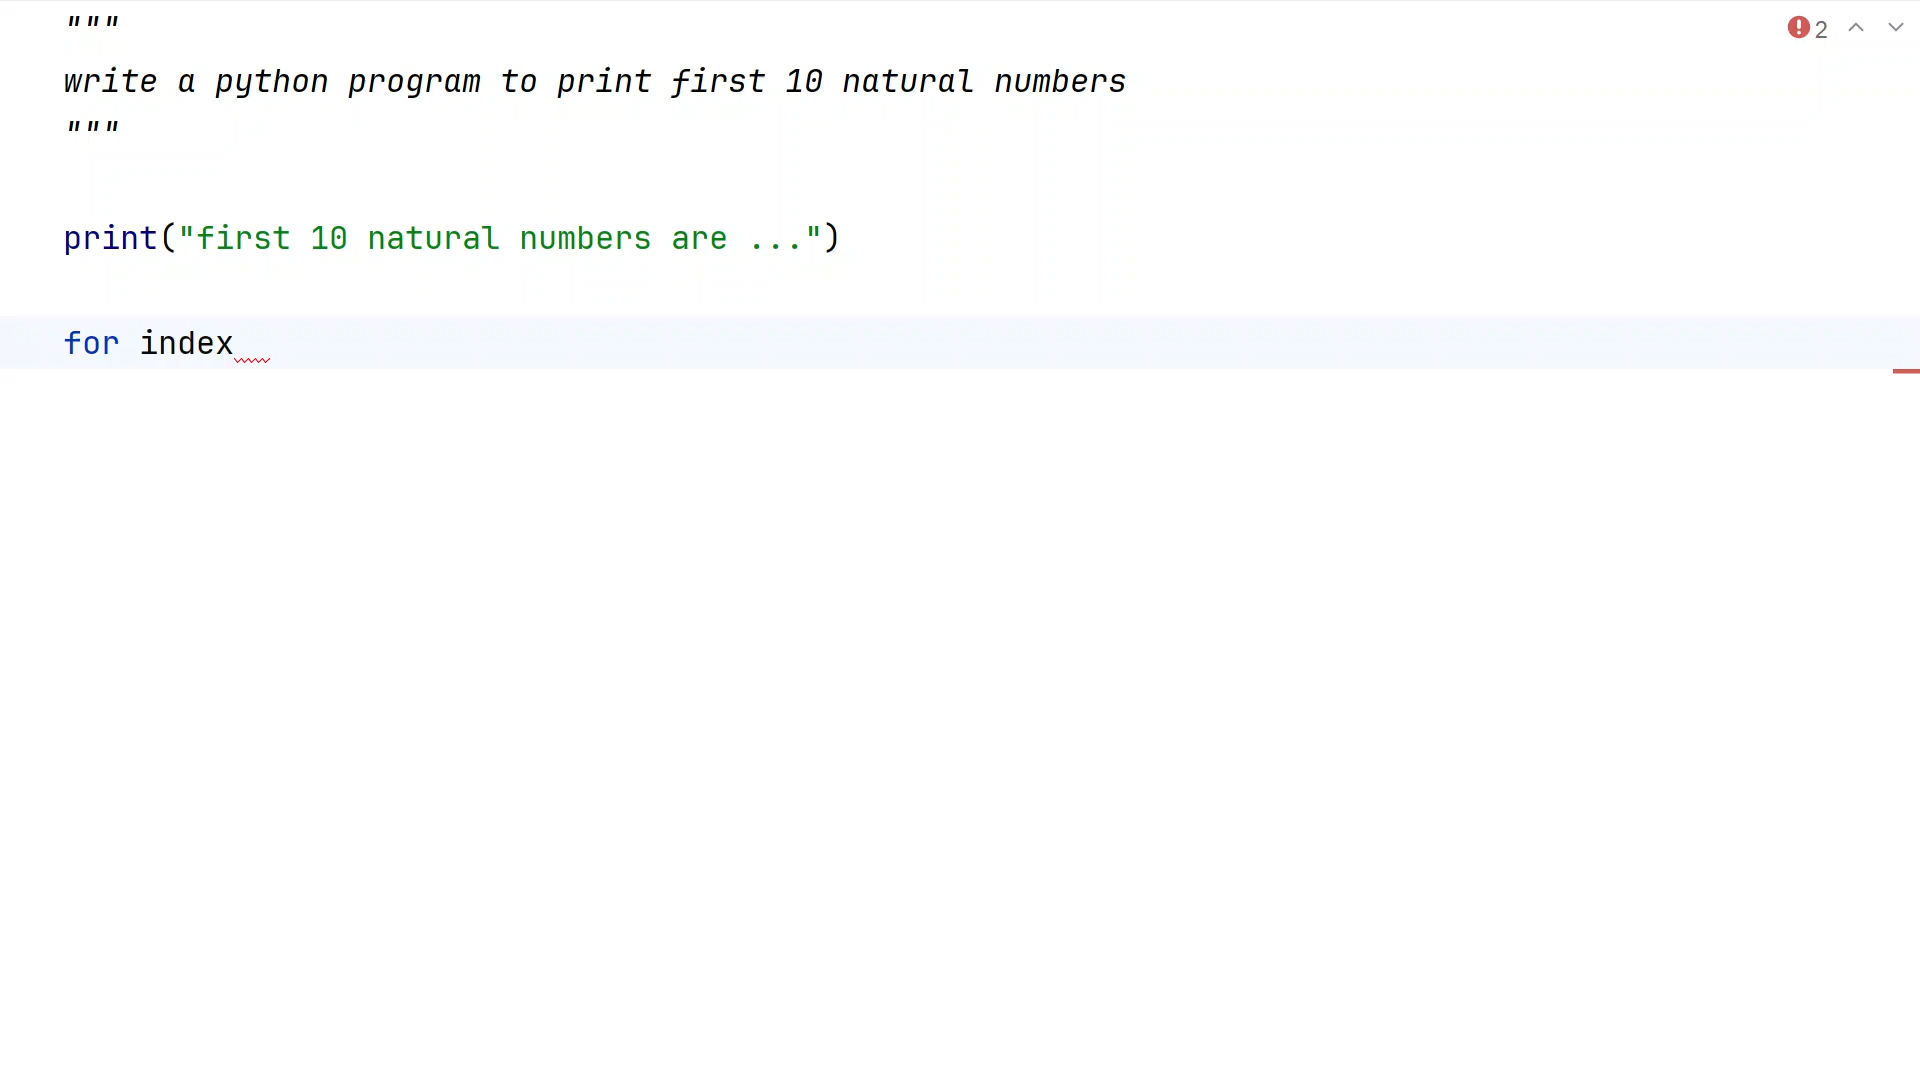 """
2
write a python program to print first 10 natural numbers
"""
print("first 10 natural numbers are ...")
for index